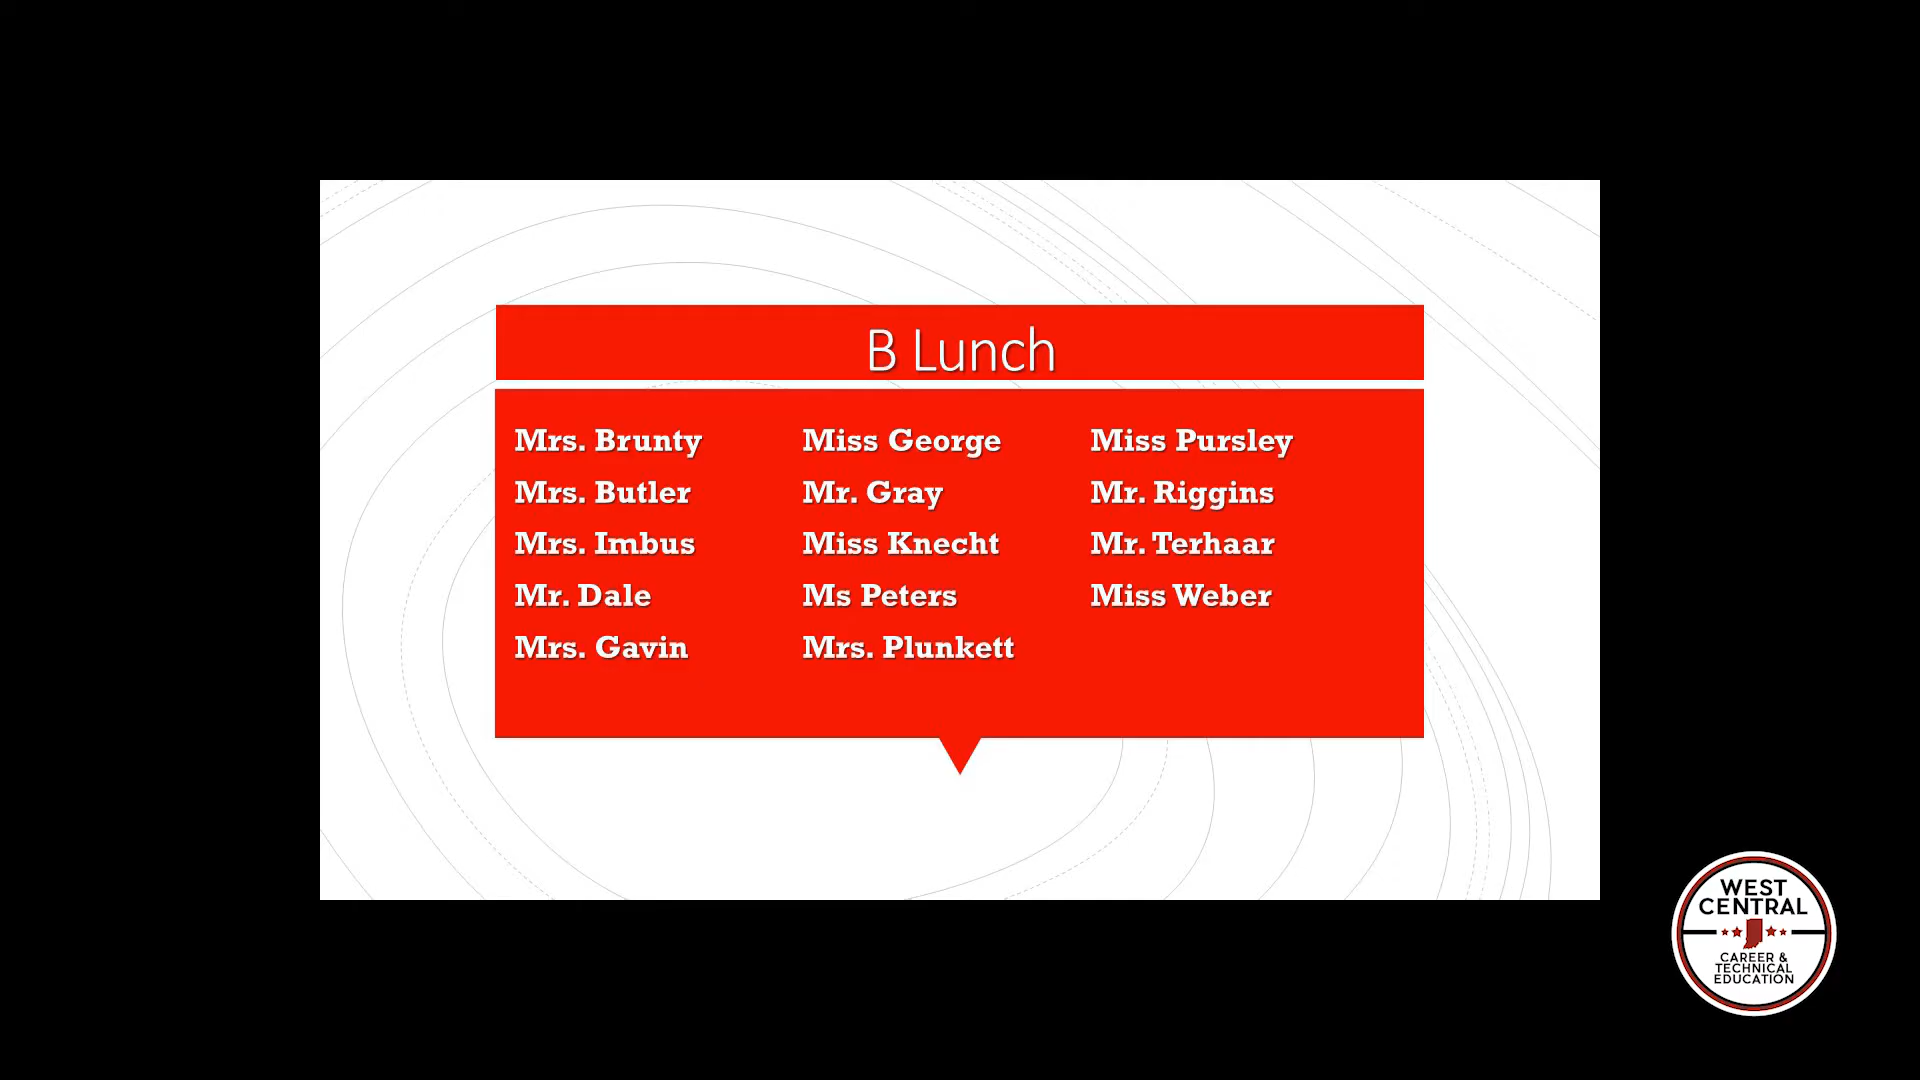 B Lunch
Mrs. Brunty
Mrs. Butler
Mrs. Imbus
Mr. Dale
Mrs. Gavin
Miss George
Mr. Gray
Miss Knecht
Ms Peters
Mrs. Plunkett
Miss Pursley
Mr. Riggins
Mr. Terhaar
Miss Weber
WEST
CENTRAL
CAREER &
TECHNICAL
EDUCATION